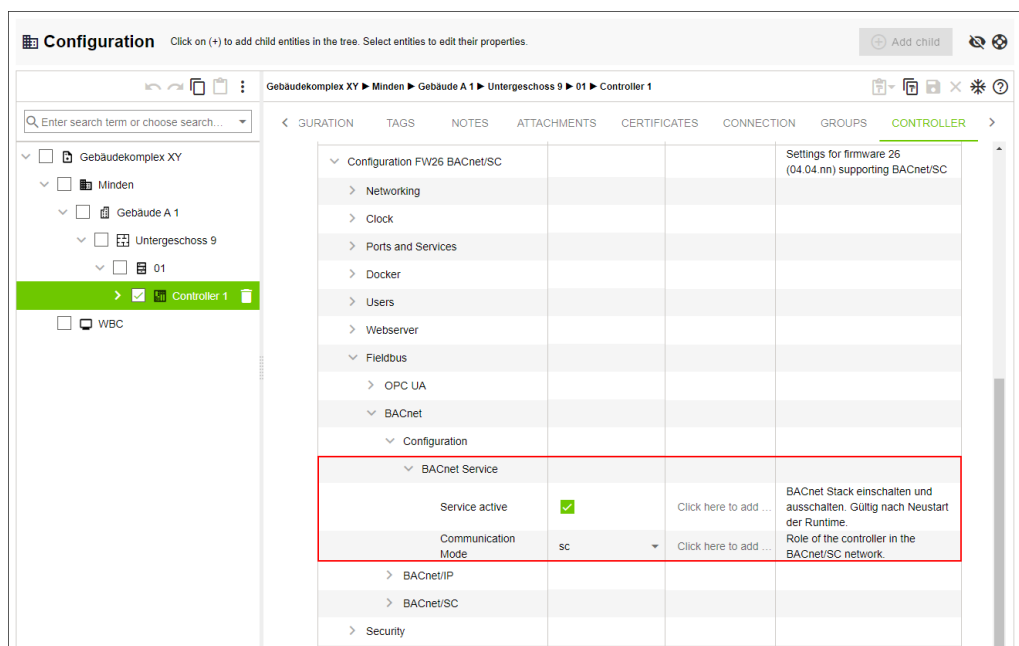 Configuration Click on (+) to add child entities in the tree. Select entities to edit their properties. Add child
Gebäudekomplex XY ▶ Minden ▶ Gebäude A 1 ▶ Untergeschoss 9 ▶ 01 ▶ Controller 1
Enter search term or choose search...
GURATION TAGS NOTES ATTACHMENTS CERTIFICATES CONNECTION GROUPS CONTROLLER
Gebäudekomplex XY
Minden
Gebäude A 1
Untergeschoss 9
01
Controller 1
WBC
Configuration FW26 BACnet/SC
Settings for firmware 26
(04.04.nn) supporting BACnet/SC
Networking
Clock
Ports and Services
Docker
Users
Webserver
Fieldbus
OPC UA
BACnet
Configuration
BACnet Service
Service active
Click here to add ...
BACnet Stack einschalten und
ausschalten. Gültig nach Neustart
der Runtime.
Communication
Mode
sc
Click here to add ...
Role of the controller in the
BACnet/SC network.
BACnet/IP
BACnet/SC
Security